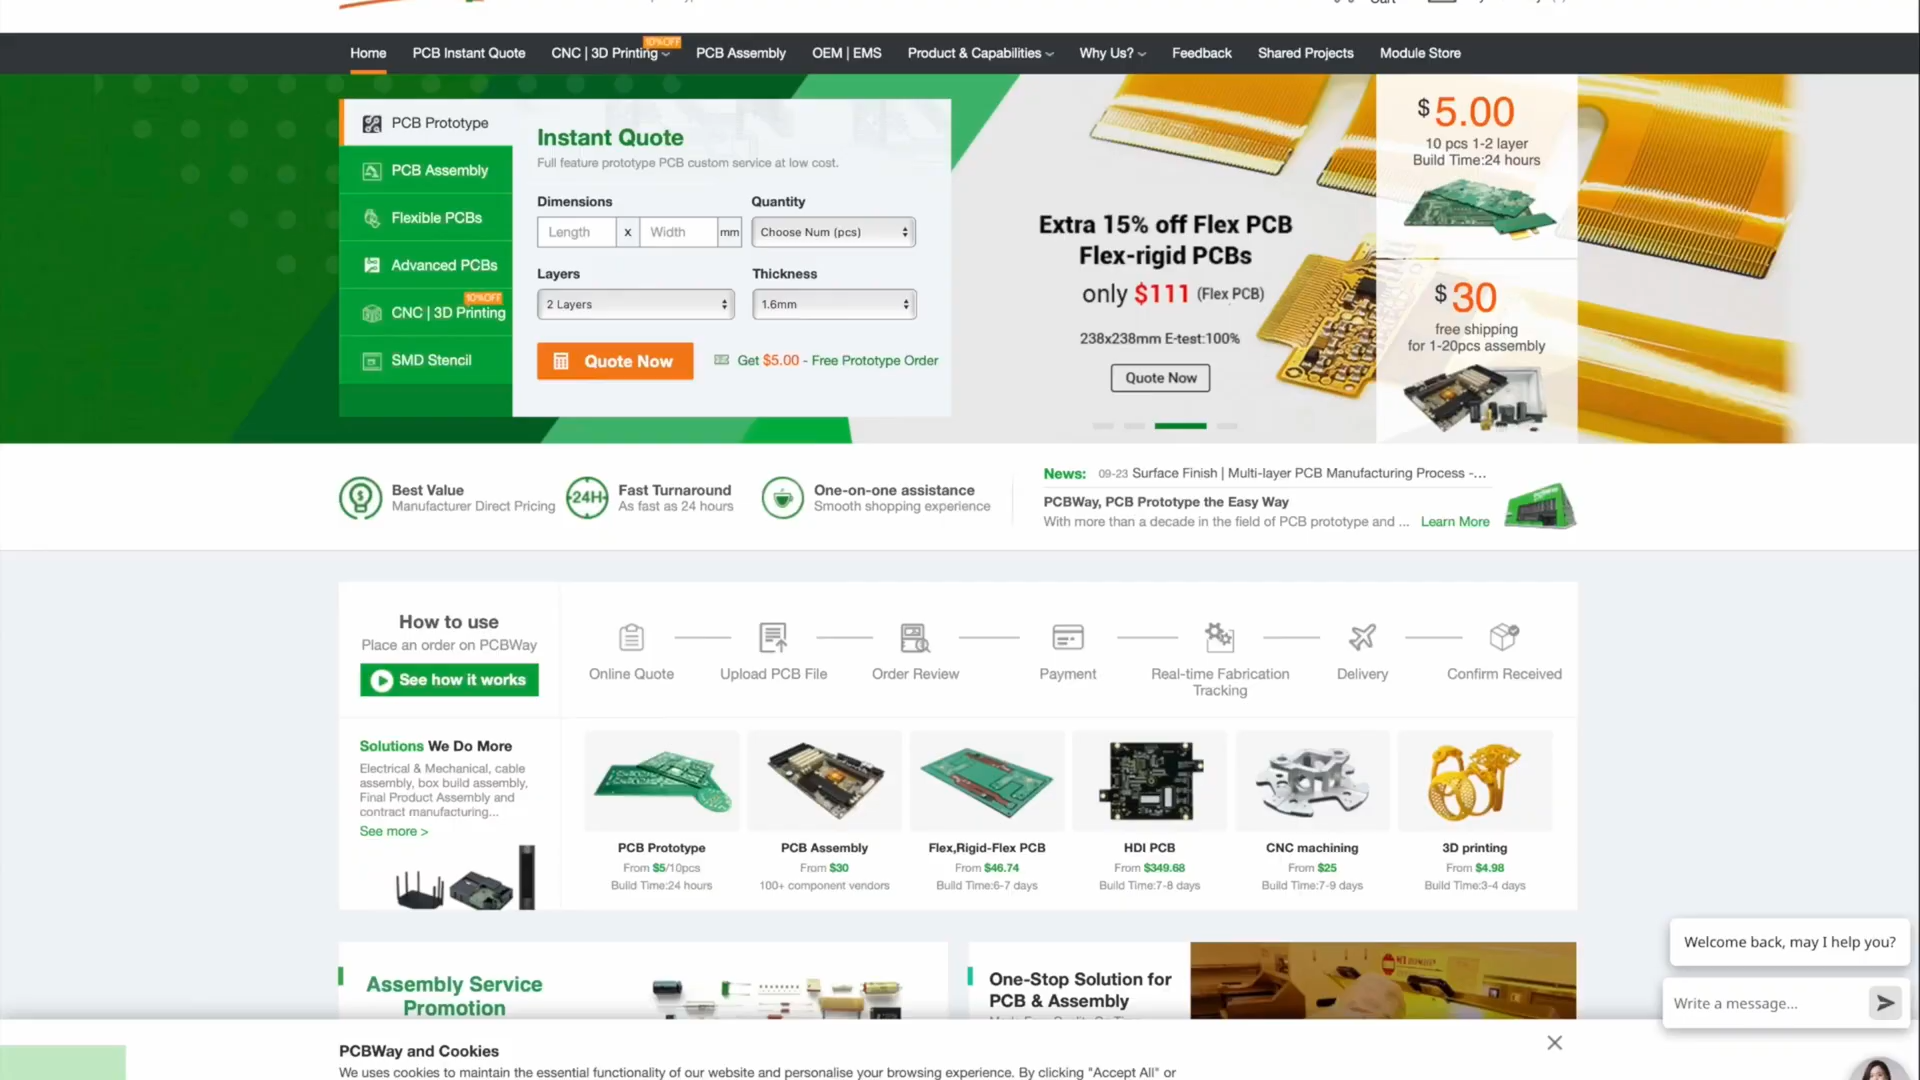 Home PCB Instant Quote CNC | 3D Printing 10%OFF PCB Assembly OEM | EMS Product & Capabilities Why Us? Feedback Shared Projects Module Store
PCB Prototype
PCB Assembly
Flexible PCBs
Advanced PCBs
10%OFF
CNC | 3D Printing
SMD Stencil
Instant Quote
Full feature prototype PCB custom service at low cost.
Dimensions Quantity
Length x Width mm Choose Num (pcs)
Layers Thickness
2 Layers 1.6mm
Quote Now Get $5.00 - Free Prototype Order
Extra 15% off Flex PCB
Flex-rigid PCBs
only $111 (Flex PCB)
238x238mm E-test:100%
Quote Now
$5.00
10 pcs 1-2 layer
Build Time:24 hours
$30
free shipping
for 1-20pcs assembly
Best Value
Manufacturer Direct Pricing
24H
Fast Turnaround
As fast as 24 hours
One-on-one assistance
Smooth shopping experience
News: 09-23 Surface Finish | Multi-layer PCB Manufacturing Process -...
PCBWay, PCB Prototype the Easy Way
With more than a decade in the field of PCB prototype and ... Learn More
How to use
Place an order on PCBWay
See how it works
Online Quote
Upload PCB File
Order Review
Payment
Real-time Fabrication
Tracking
Delivery
Confirm Received
Solutions We Do More
Electrical & Mechanical, cable
assembly, box build assembly,
Final Product Assembly and
contract manufacturing...
See more >
PCB Prototype
From $5/10pcs
Build Time:24 hours
PCB Assembly
From $30
100+ component vendors
Flex,Rigid-Flex PCB
From $46.74
Build Time:6-7 days
HDI PCB
From $349.68
Build Time:7-8 days
CNC machining
From $25
Build Time:7-9 days
3D printing
From $4.98
Build Time:3-4 days
Assembly Service
Promotion
One-Stop Solution for
PCB & Assembly
Welcome back, may I help you?
Write a message...
PCBWay and Cookies
We uses cookies to maintain the essential functionality of our website and personalise your browsing experience. By clicking "Accept All" or